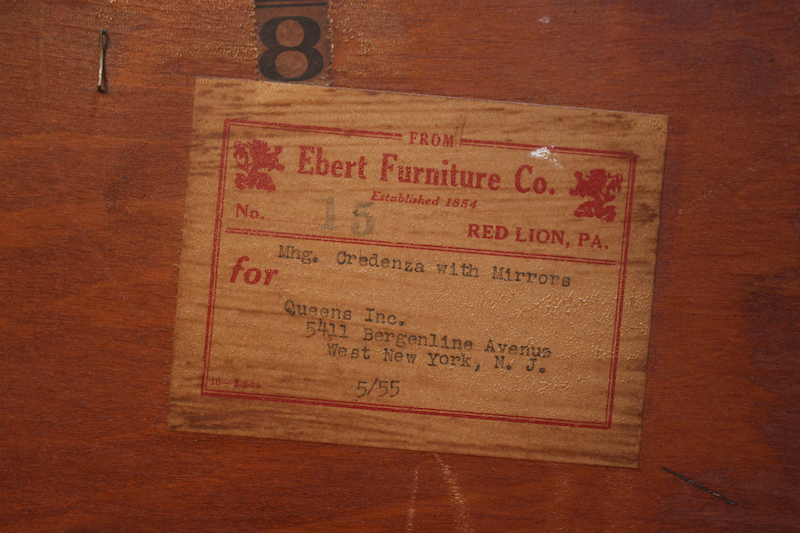 8
FROM
Ebert Furniture Co.
Established 1854
No. 15
RED LION, PA.
for Mhg. Credenza with Mirrors
Queens Inc.
5411 Bergenline Avenue
West New York, N. J.
5/55